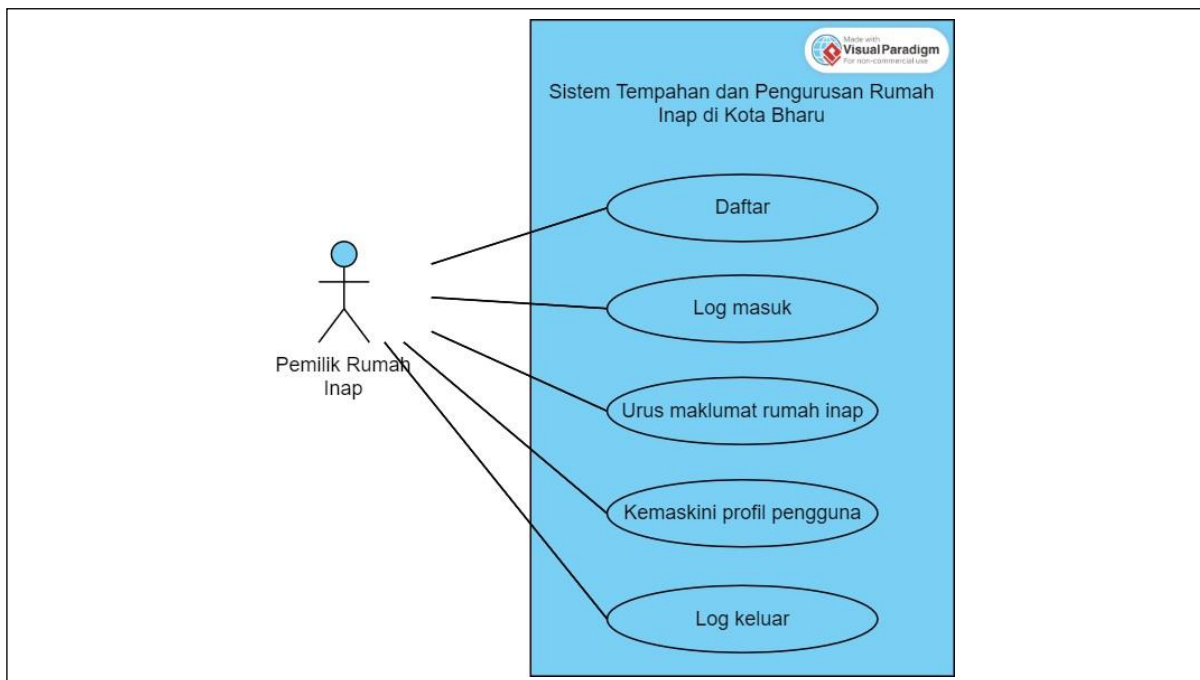 Made with
Visual Paradigm
For non-commercial use
Sistem Tempahan dan Pengurusan Rumah
Inap di Kota Bharu
Daftar
Log masuk
Pemilik Rumah
Inap
Urus maklumat rumah inap
Kemaskini profil pengguna
Log keluar